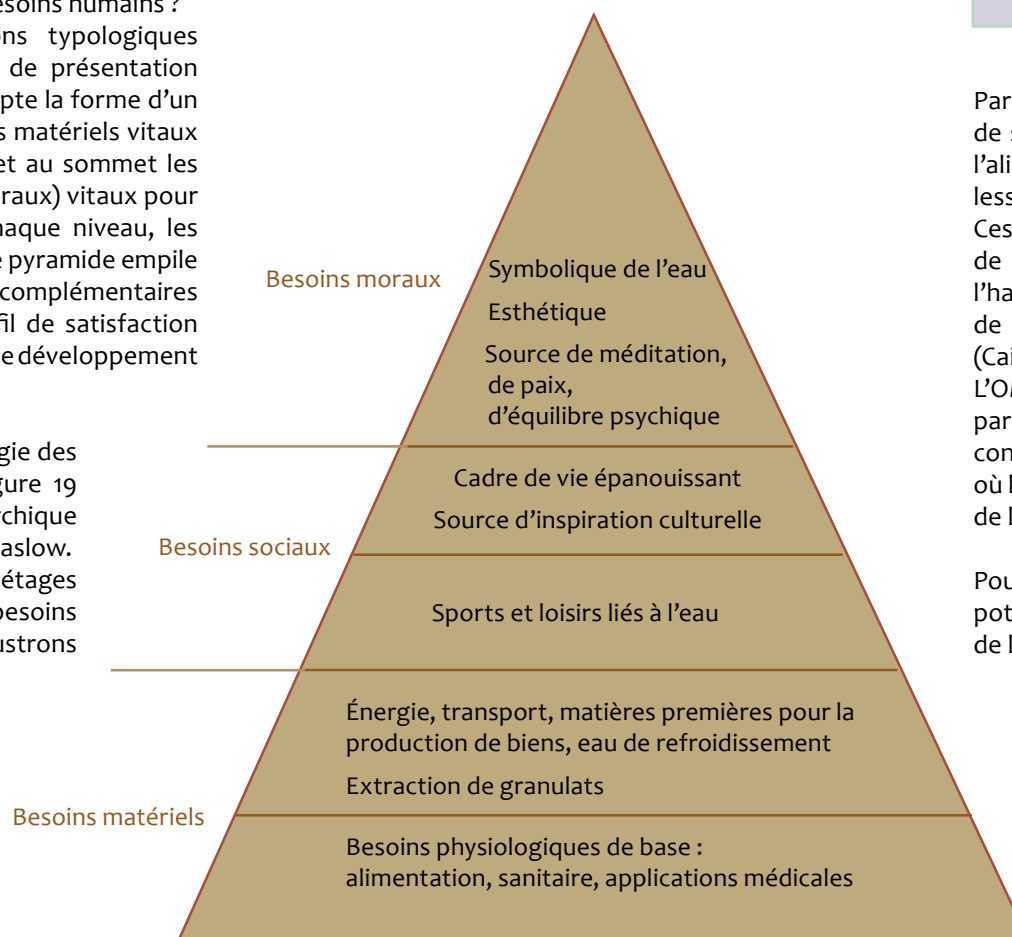 esoins humains ?
ons typologiques
de présentation
pte la forme d’un
s matériels vitaux
et au sommet les
raux) vitaux pour
haque niveau, les
e pyramide empile
complémentaires
fil de satisfaction
e développement
gie des
gure 19
rchique
aslow.
étages
besoins
ustrons
Besoins moraux
Symbolique de l’eau
Esthétique
Source de méditation,
de paix,
d’équilibre psychique
Besoins sociaux
Cadre de vie épanouissant
Source d’inspiration culturelle
Sports et loisirs liés à l’eau
Besoins matériels
Énergie, transport, matières premières pour la
production de biens, eau de refroidissement
Extraction de granulats
Besoins physiologiques de base :
alimentation, sanitaire, applications médicales
Par
de s
l’ali
less
Ces
de
l’ha
de
(Cai
L’O
par
con
où l
de l
Pou
pot
de l